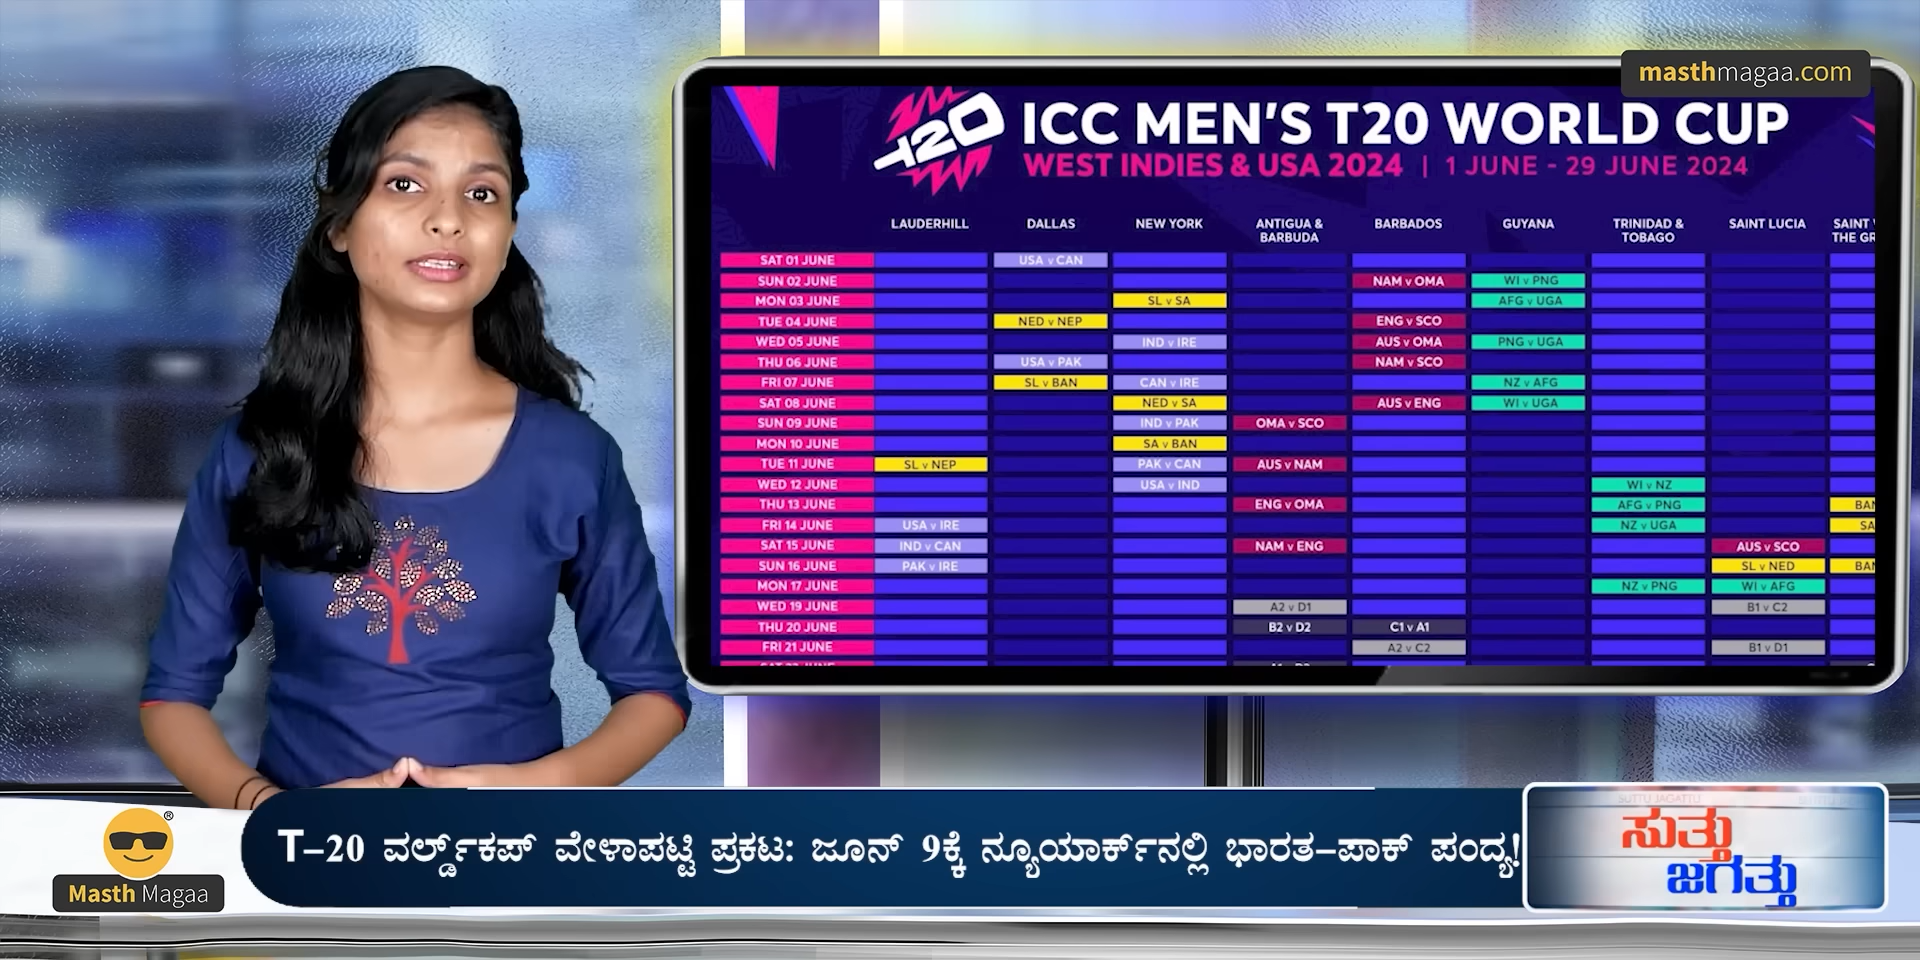 masthmagaa.com
T20
ICC MEN'S T20 WORLD CUP
WEST INDIES & USA 2024 | 1 JUNE - 29 JUNE 2024
LAUDERHILL DALLAS NEW YORK ANTIGUA & BARBUDA BARBADOS GUYANA TRINIDAD & TOBAGO SAINT LUCIA SAINT
SAT 01 JUNE USA v CAN
SUN 02 JUNE NAM v OMA WI v PNG
MON 03 JUNE SL v SA AFG v UGA
TUE 04 JUNE NED v NEP ENG v SCO
WED 05 JUNE IND v IRE AUS v OMA PNG v UGA
THU 06 JUNE USA v PAK NAM v SCO
FRI 07 JUNE SL v BAN CAN v IRE NZ v AFG
SAT 08 JUNE NED v SA AUS v ENG WI v UGA
SUN 09 JUNE IND v PAK OMA v SCO
MON 10 JUNE SA v BAN
TUE 11 JUNE SL v NEP PAK v CAN AUS v NAM
WED 12 JUNE USA v IND WI v NZ
THU 13 JUNE ENG v OMA AFG v PNG BAN
FRI 14 JUNE USA v IRE NZ v UGA SA
SAT 15 JUNE IND v CAN NAM v ENG AUS v SCO
SUN 16 JUNE PAK v IRE SL v NED BAN
MON 17 JUNE NZ v PNG WI v AFG
WED 19 JUNE A2 v D1 B1 v C2
THU 20 JUNE B2 v D2 C1 v A1
FRI 21 JUNE A2 v C2 B1 v D1
T-20 ವರ್ಲ್ಡ್‌ಕಪ್ ವೇಳಾಪಟ್ಟಿ ಪ್ರಕಟ: ಜೂನ್ 9ಕ್ಕೆ ನ್ಯೂಯಾರ್ಕ್‌ನಲ್ಲಿ ಭಾರತ-ಪಾಕ್ ಪಂದ್ಯ!
ಸುತ್ತು
ಜಗತ್ತು
Masth Magaa